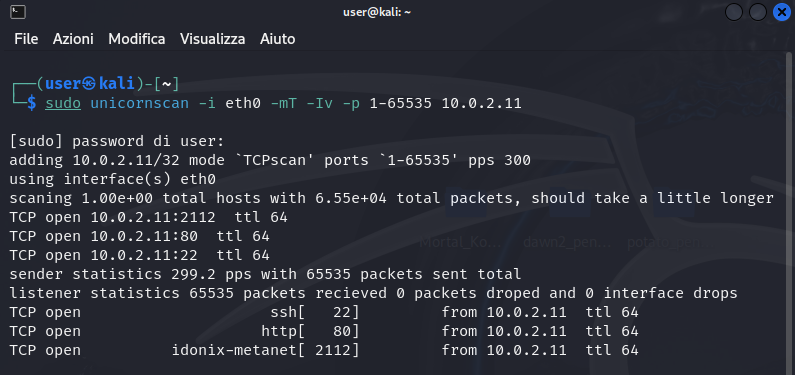 user@kali: ~
File Azioni Modifica Visualizza Aiuto
┌──(user㉿kali)-[~]
└─$ sudo unicornscan -i eth0 -mT -Iv -p 1-65535 10.0.2.11
[sudo] password di user:
adding 10.0.2.11/32 mode `TCPscan' ports `1-65535' pps 300
using interface(s) eth0
scaning 1.00e+00 total hosts with 6.55e+04 total packets, should take a little longer
TCP open 10.0.2.11:2112  ttl 64
TCP open 10.0.2.11:80  ttl 64
TCP open 10.0.2.11:22  ttl 64
sender statistics 299.2 pps with 65535 packets sent total
listener statistics 65535 packets recieved 0 packets droped and 0 interface drops
TCP open                     ssh[   22]         from 10.0.2.11  ttl 64
TCP open                    http[   80]         from 10.0.2.11  ttl 64
TCP open          idonix-metanet[ 2112]         from 10.0.2.11  ttl 64
Mortal_Ko... dawn2_pen...